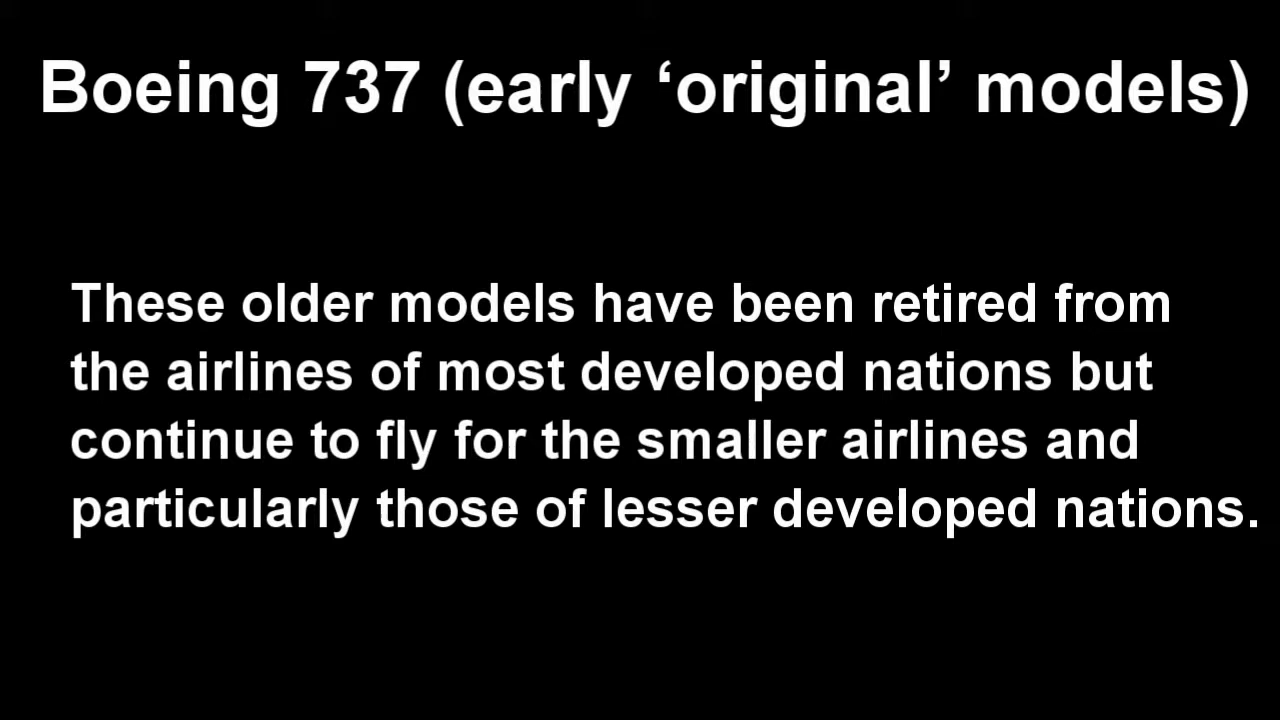 Boeing 737 (early ‘original’ models)
These older models have been retired from
the airlines of most developed nations but
continue to fly for the smaller airlines and
particularly those of lesser developed nations.